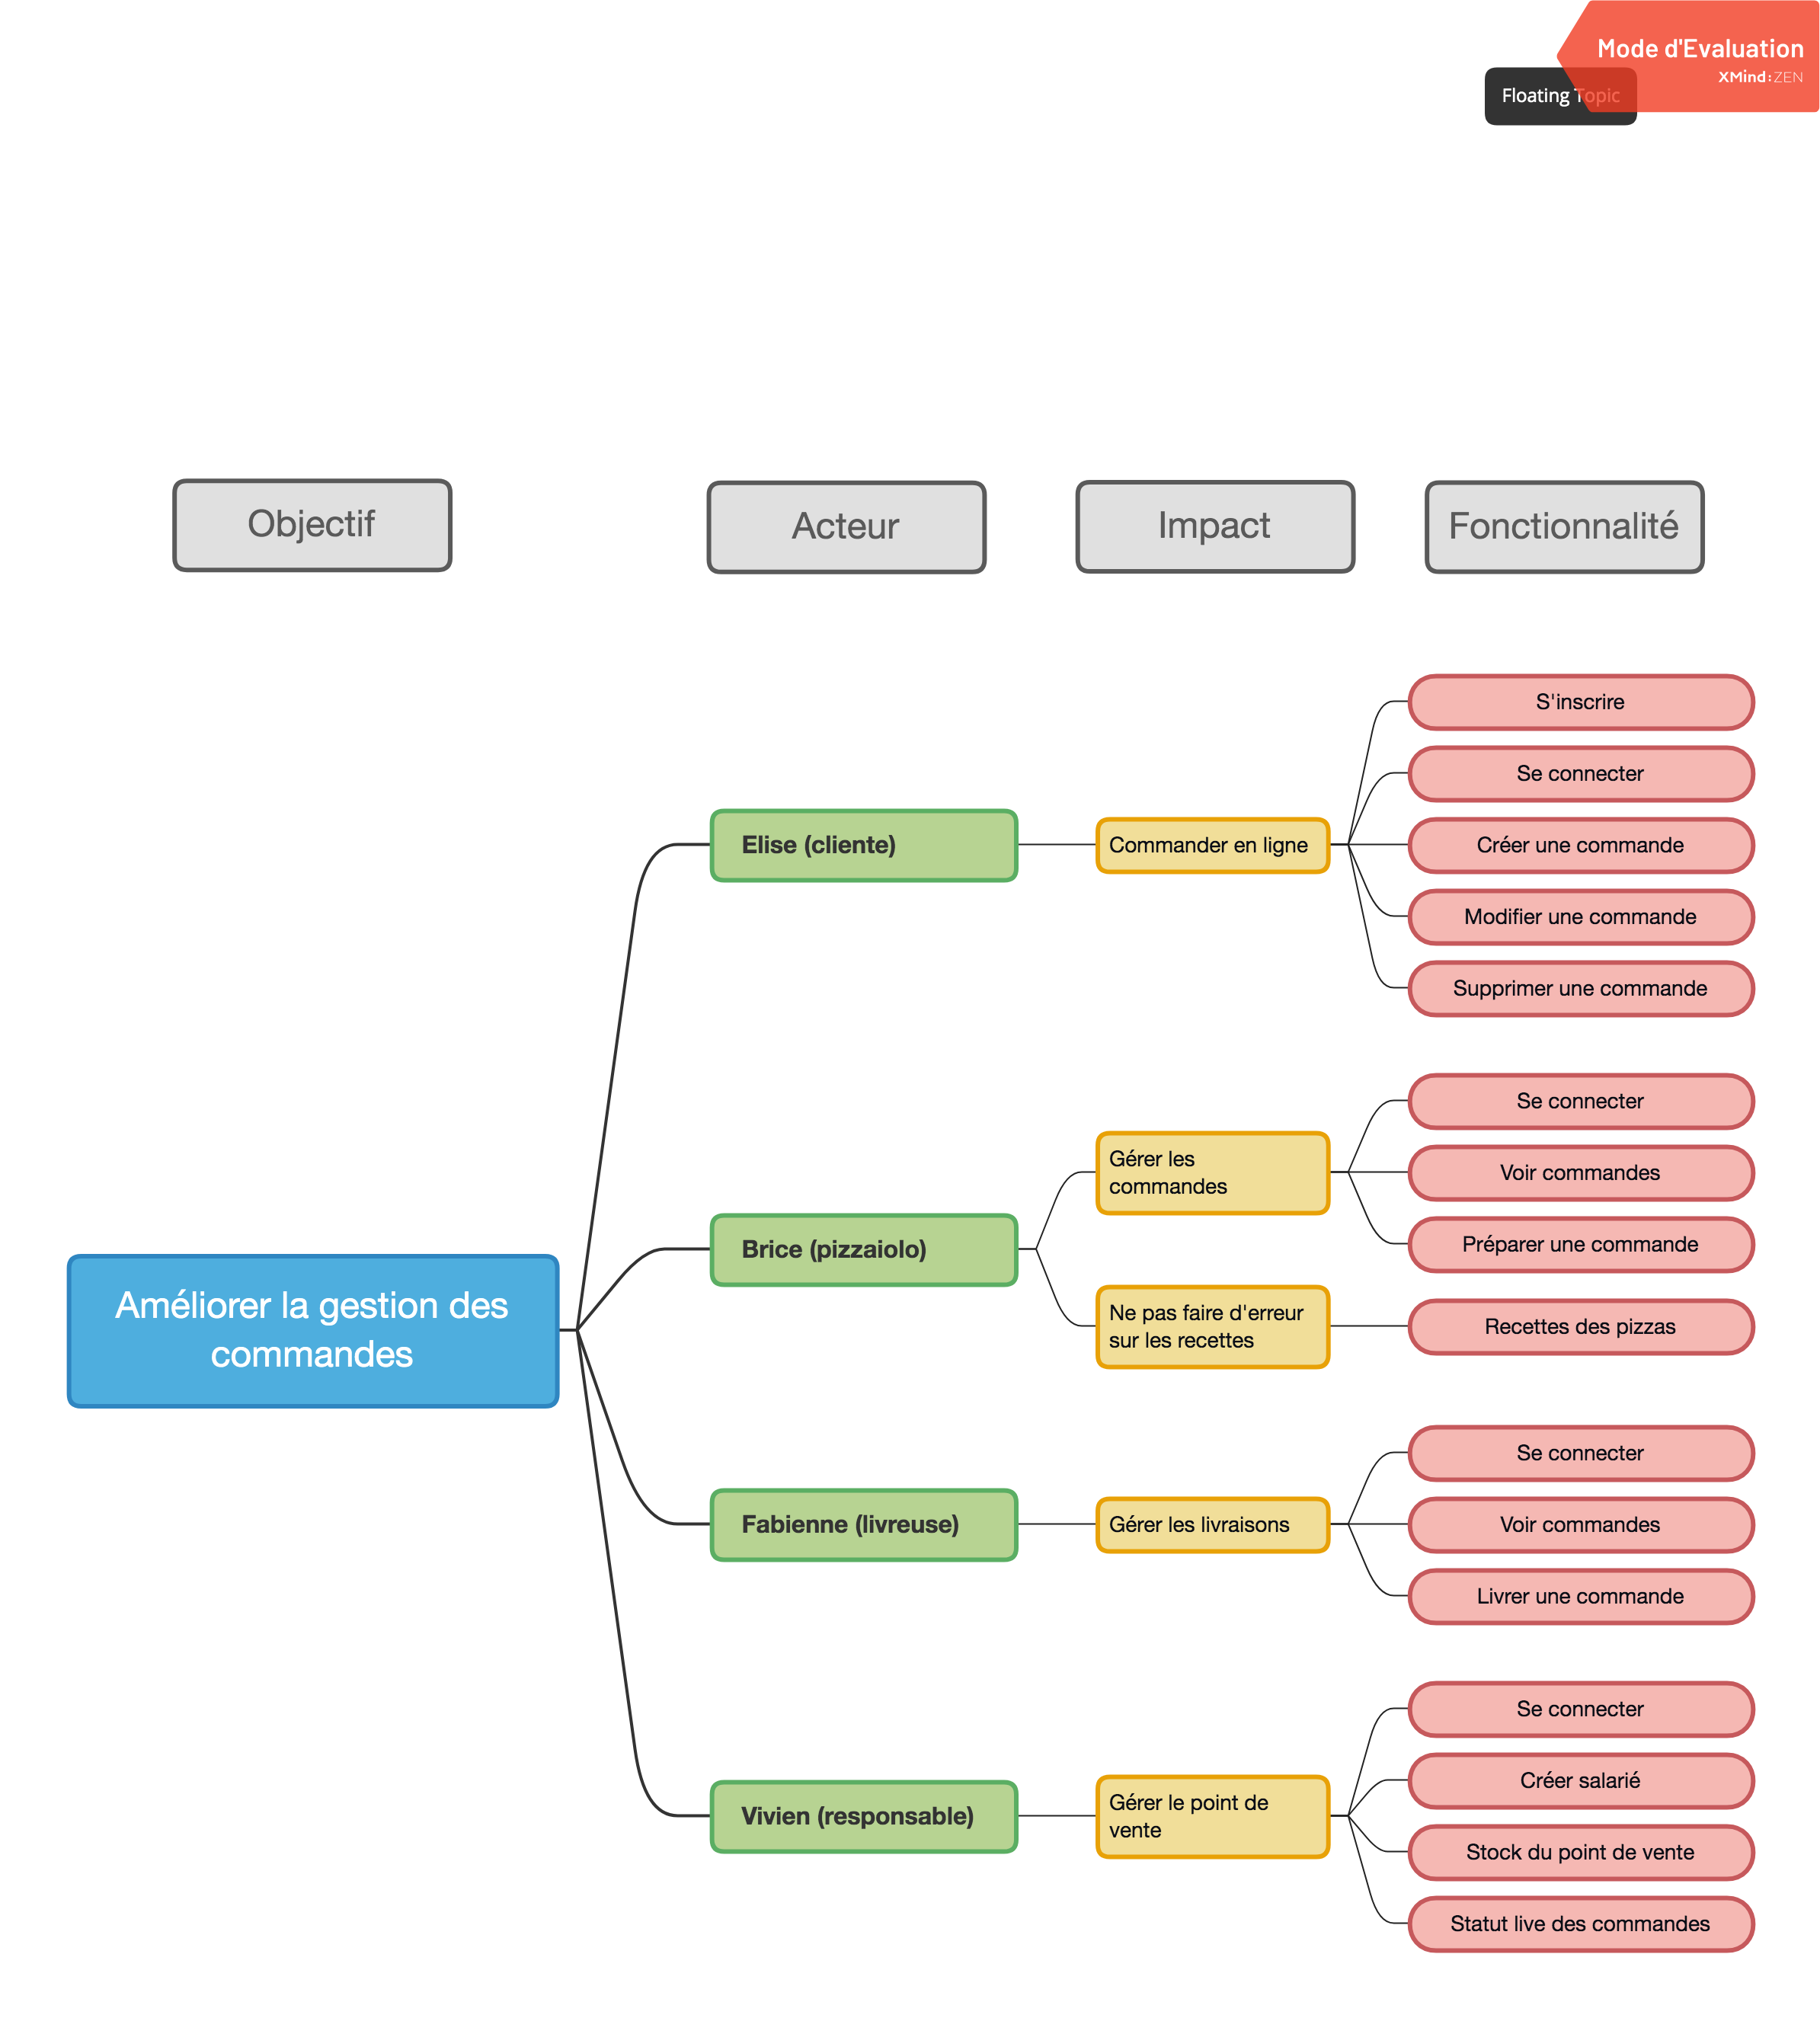 Mode d'Evaluation
XMind:ZEN
Floating Topic
Objectif
Acteur
Impact
Fonctionnalité
S'inscrire
Se connecter
Elise (cliente)
Commander en ligne
Créer une commande
Modifier une commande
Supprimer une commande
Se connecter
Gérer les
commandes
Voir commandes
Préparer une commande
Brice (pizzaiolo)
Améliorer la gestion des
commandes
Ne pas faire d'erreur
sur les recettes
Recettes des pizzas
Se connecter
Fabienne (livreuse)
Gérer les livraisons
Voir commandes
Livrer une commande
Se connecter
Créer salarié
Vivien (responsable)
Gérer le point de
vente
Stock du point de vente
Statut live des commandes